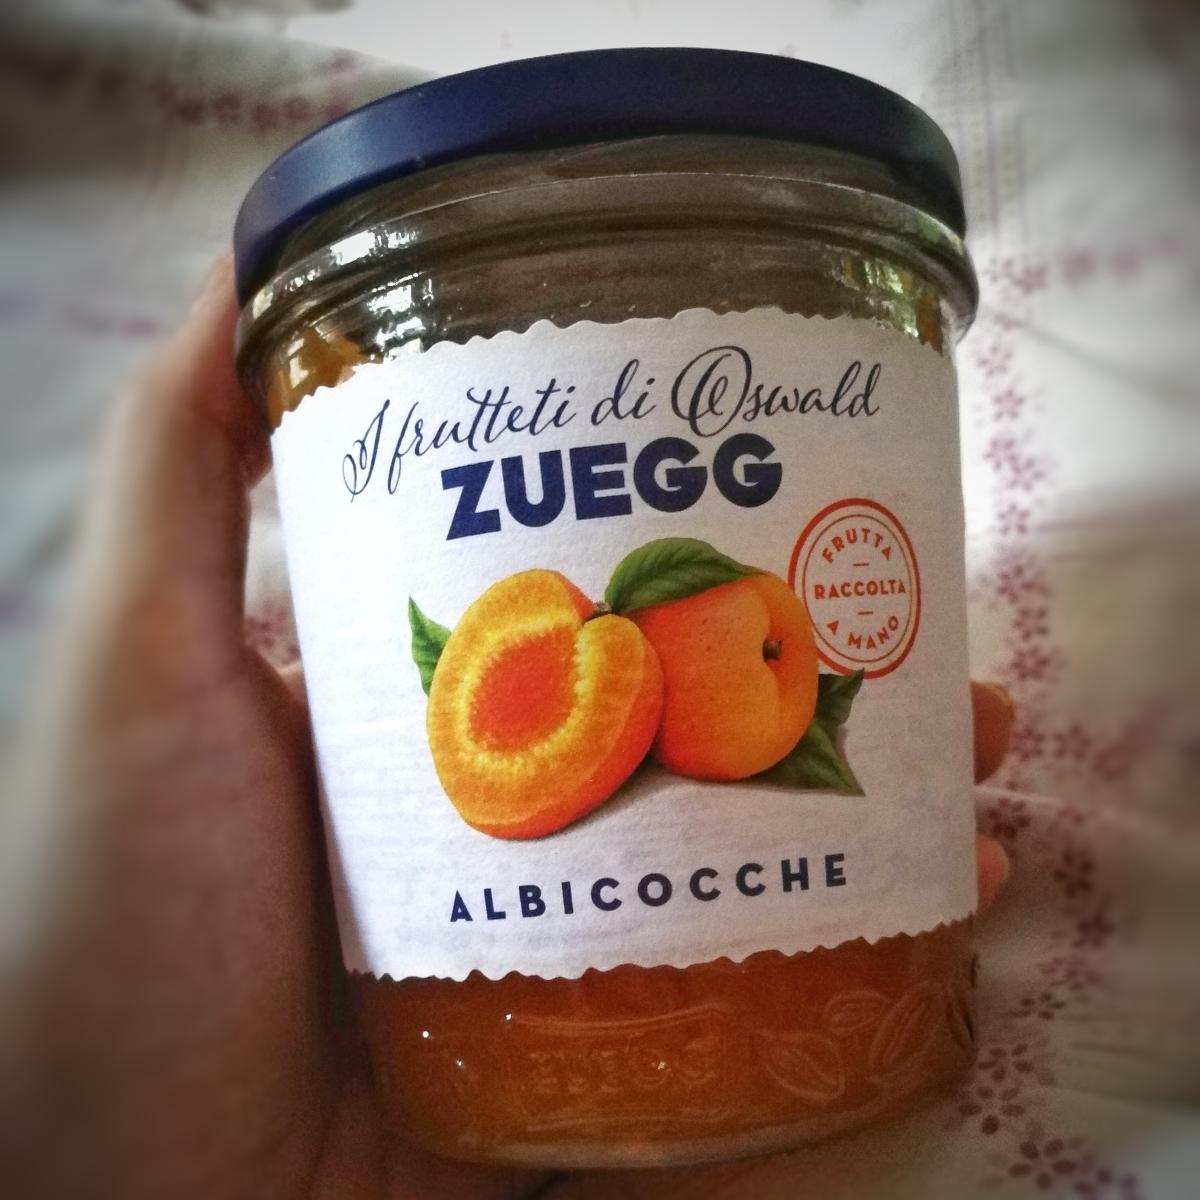 I frutteti di Oswald
ZUEGG
FRUTTA
RACCOLTA
A MANO
ALBICOCCHE